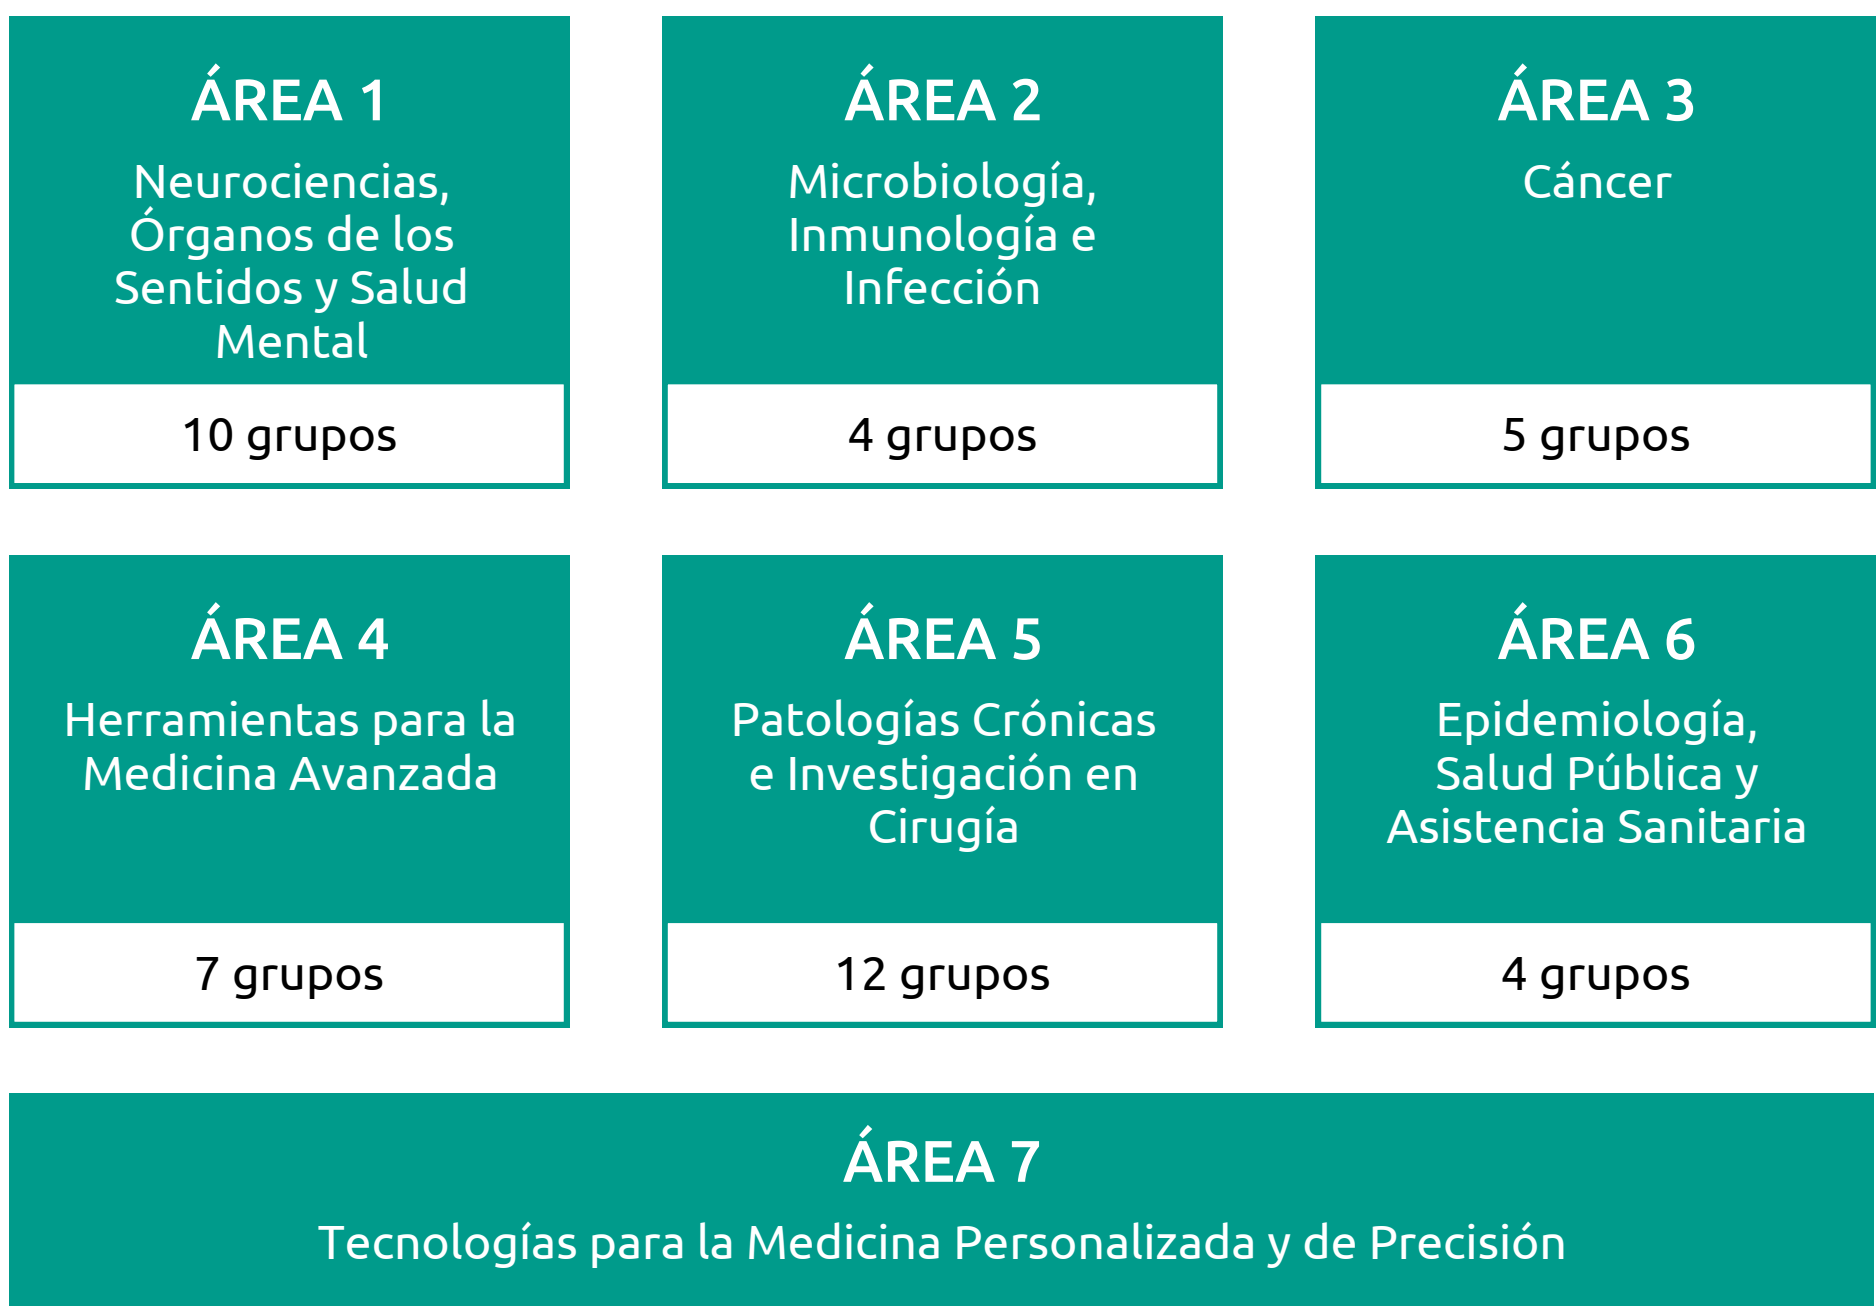 ÁREA 1
Neurociencias,
Órganos de los
Sentidos y Salud
Mental
10 grupos
ÁREA 2
Microbiología,
Inmunología e
Infección
4 grupos
ÁREA 3
Cáncer
5 grupos
ÁREA 4
Herramientas para la
Medicina Avanzada
7 grupos
ÁREA 5
Patologías Crónicas
e Investigación en
Cirugía
12 grupos
ÁREA 6
Epidemiología,
Salud Pública y
Asistencia Sanitaria
4 grupos
ÁREA 7
Tecnologías para la Medicina Personalizada y de Precisión